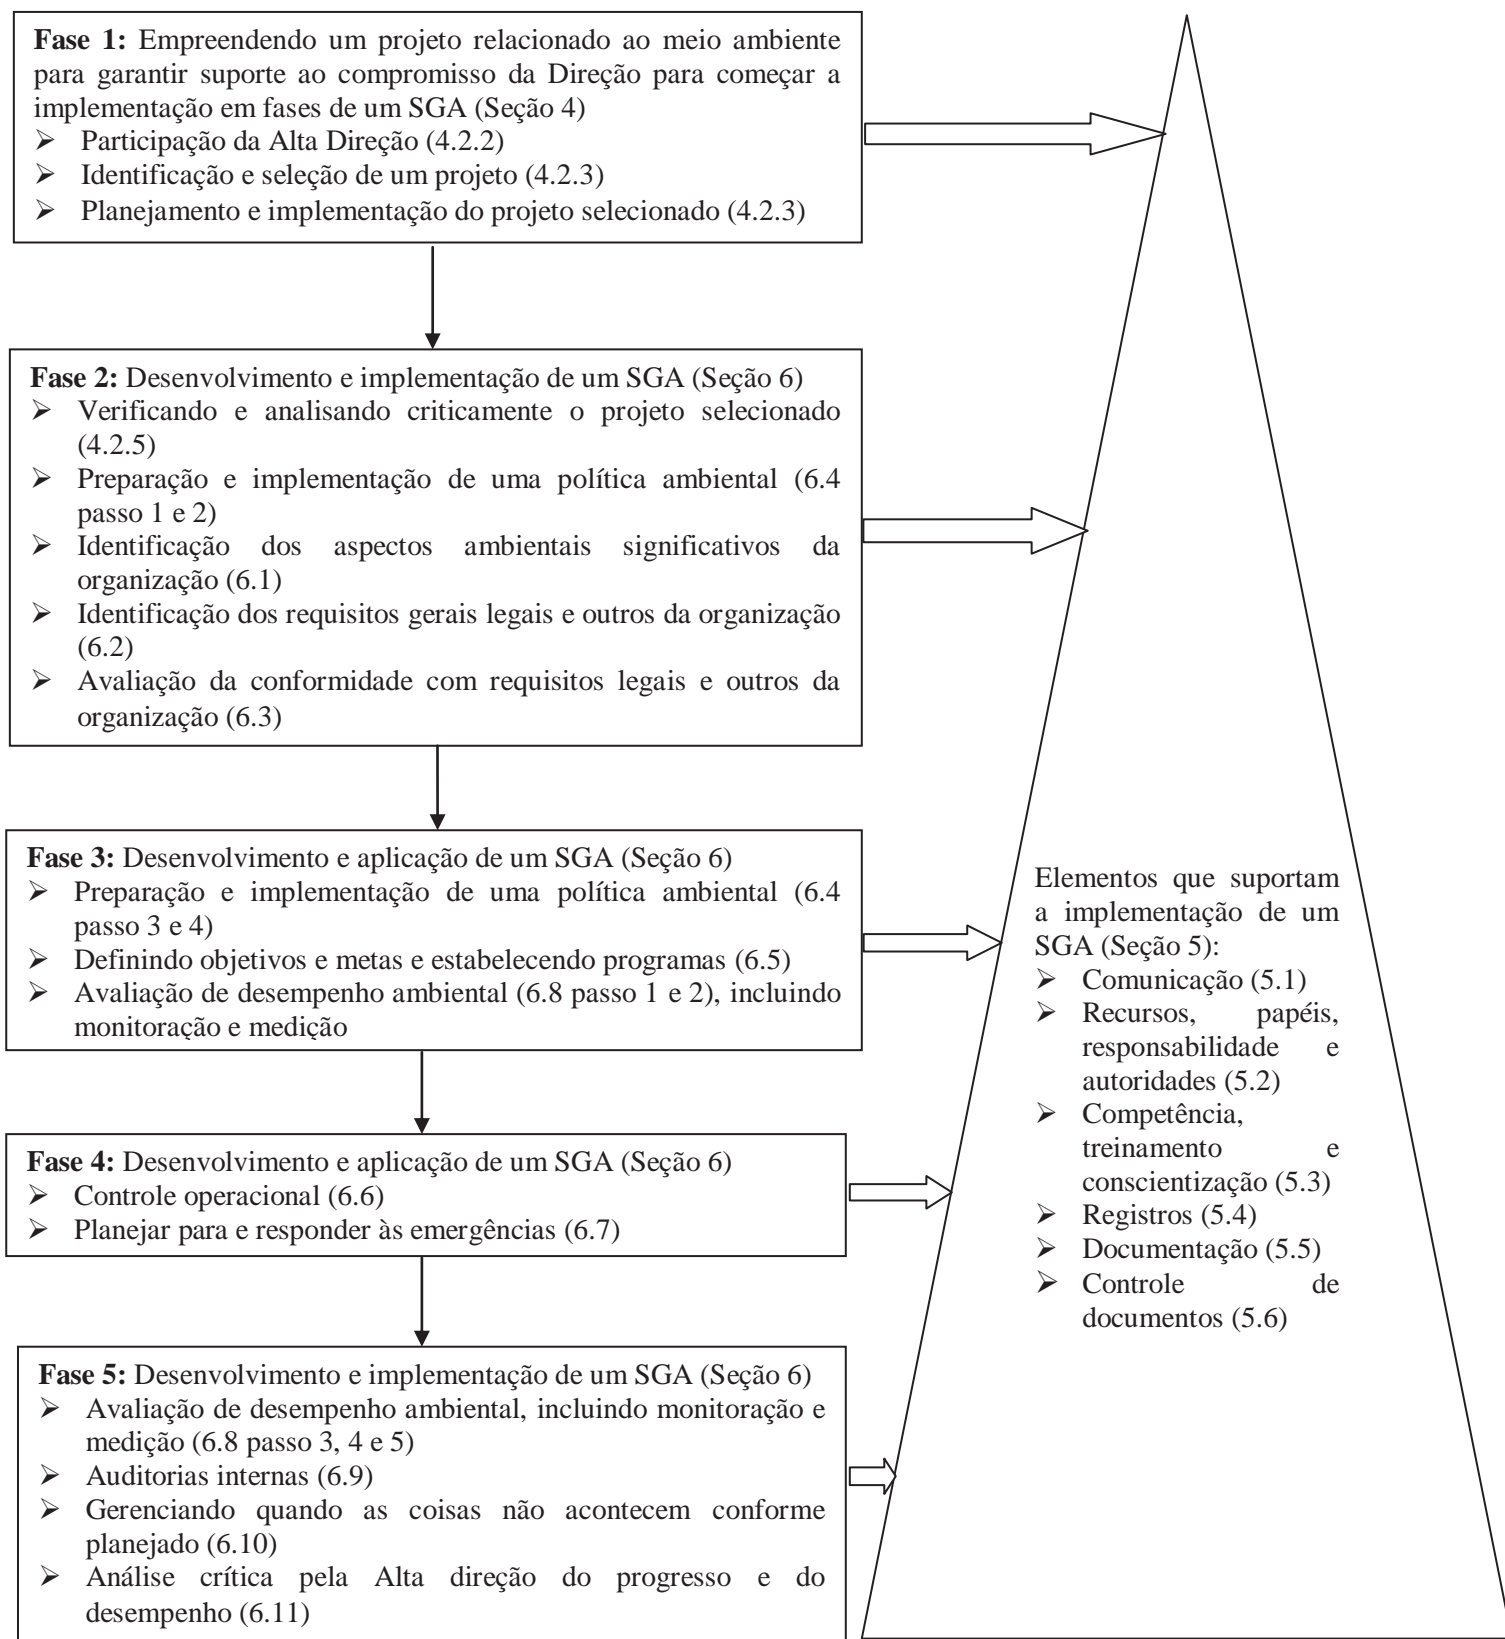 Fase 1: Empreendendo um projeto relacionado ao meio ambiente
para garantir suporte ao compromisso da Direção para começar a
implementação em fases de um SGA (Seção 4)
➢ Participação da Alta Direção (4.2.2)
➢ Identificação e seleção de um projeto (4.2.3)
➢ Planejamento e implementação do projeto selecionado (4.2.3)
Fase 2: Desenvolvimento e implementação de um SGA (Seção 6)
➢ Verificando e analisando criticamente o projeto selecionado
(4.2.5)
➢ Preparação e implementação de uma política ambiental (6.4
passo 1 e 2)
➢ Identificação dos aspectos ambientais significativos da
organização (6.1)
➢ Identificação dos requisitos gerais legais e outros da organização
(6.2)
➢ Avaliação da conformidade com requisitos legais e outros da
organização (6.3)
Fase 3: Desenvolvimento e aplicação de um SGA (Seção 6)
➢ Preparação e implementação de uma política ambiental (6.4
passo 3 e 4)
➢ Definindo objetivos e metas e estabelecendo programas (6.5)
➢ Avaliação de desempenho ambiental (6.8 passo 1 e 2), incluindo
monitoração e medição
Fase 4: Desenvolvimento e aplicação de um SGA (Seção 6)
➢ Controle operacional (6.6)
➢ Planejar para e responder às emergências (6.7)
Fase 5: Desenvolvimento e implementação de um SGA (Seção 6)
➢ Avaliação de desempenho ambiental, incluindo monitoração e
medição (6.8 passo 3, 4 e 5)
➢ Auditorias internas (6.9)
➢ Gerenciando quando as coisas não acontecem conforme
planejado (6.10)
➢ Análise crítica pela Alta direção do progresso e do
desempenho (6.11)
Elementos que suportam
a implementação de um
SGA (Seção 5):
➢ Comunicação (5.1)
➢ Recursos, papéis,
responsabilidade e
autoridades (5.2)
➢ Competência,
treinamento e
conscientização (5.3)
➢ Registros (5.4)
➢ Documentação (5.5)
➢ Controle de
documentos (5.6)